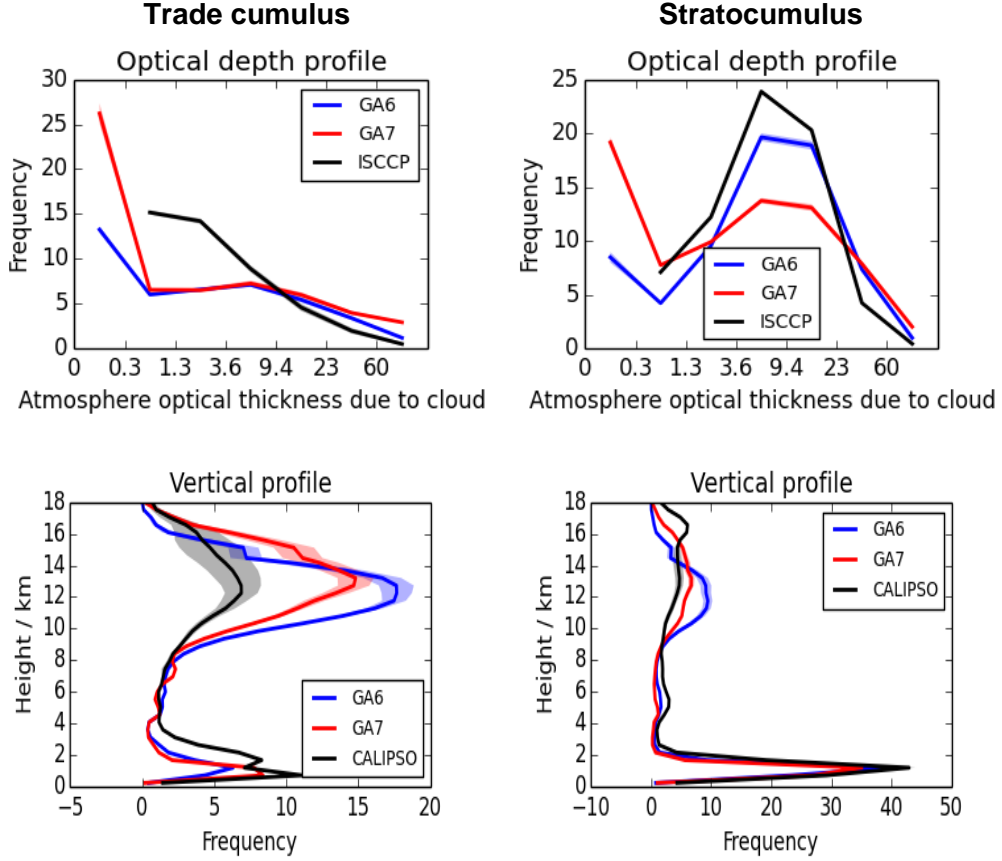 Trade cumulus
Stratocumulus
Optical depth profile
30
25
20
15
10
5
0
Frequency
GA6
GA7
ISCCP
0 0.3 1.3 3.6 9.4 23 60
Atmosphere optical thickness due to cloud
Optical depth profile
25
20
15
10
5
0
Frequency
GA6
GA7
ISCCP
0 0.3 1.3 3.6 9.4 23 60
Atmosphere optical thickness due to cloud
Vertical profile
18
16
14
12
10
8
6
4
2
0
Height / km
GA6
GA7
CALIPSO
−5 0 5 10 15 20
Frequency
Vertical profile
18
16
14
12
10
8
6
4
2
0
Height / km
GA6
GA7
CALIPSO
−10 0 10 20 30 40 50
Frequency